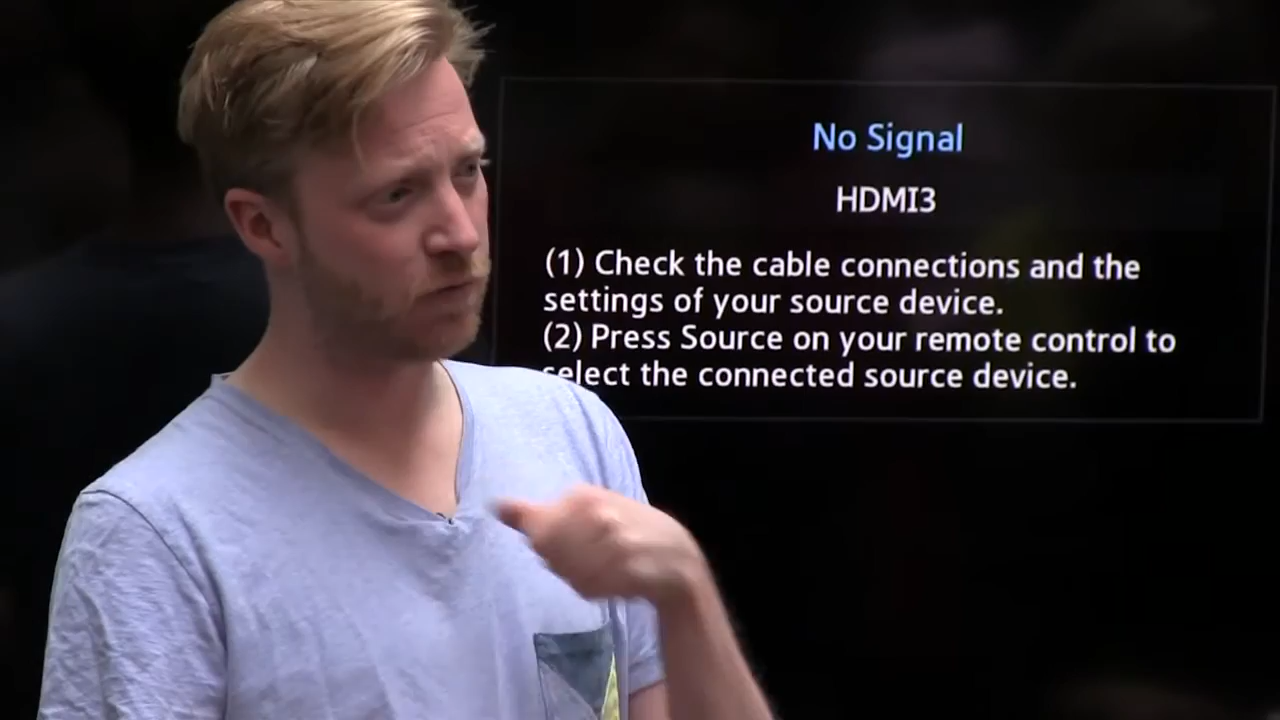 No Signal
HDMI3
(1) Check the cable connections and the
settings of your source device.
(2) Press Source on your remote control to
select the connected source device.